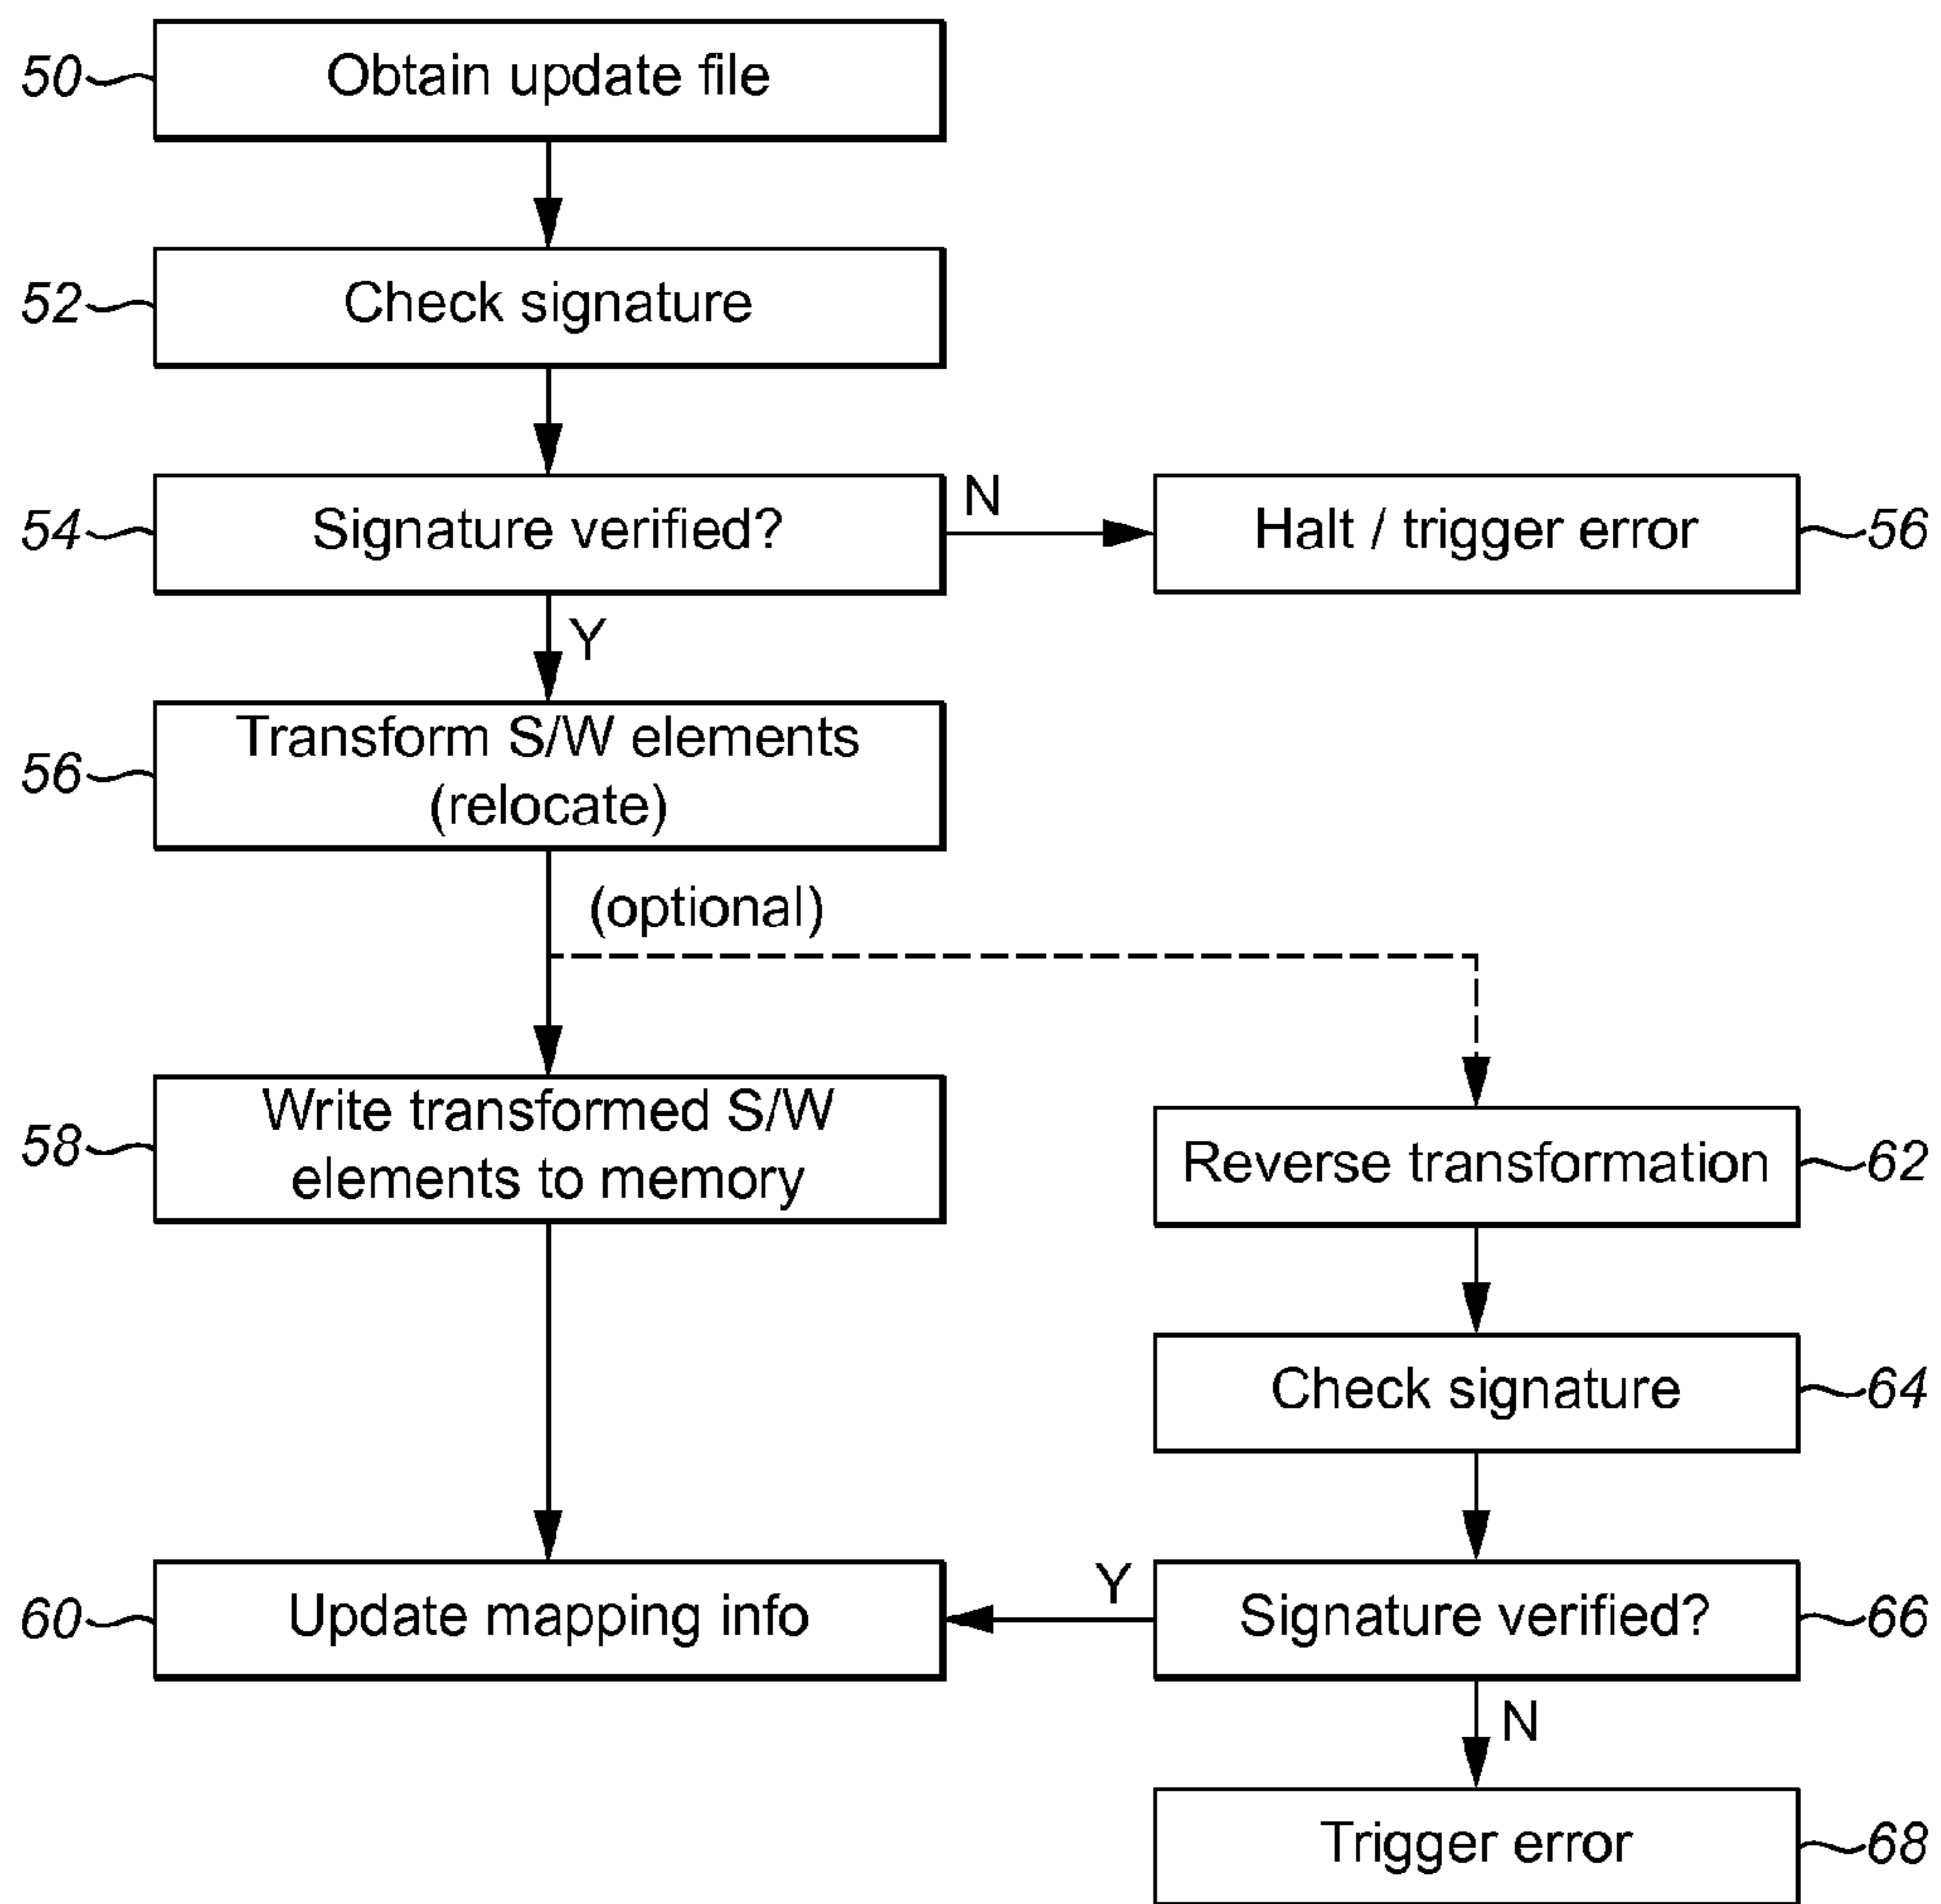 50
Obtain update file
52
Check signature
54
Signature verified?
N
Halt / trigger error
56
Y
56
Transform S/W elements
(relocate)
(optional)
58
Write transformed S/W
elements to memory
Reverse transformation
62
Check signature
64
60
Update mapping info
Y
Signature verified?
66
N
Trigger error
68